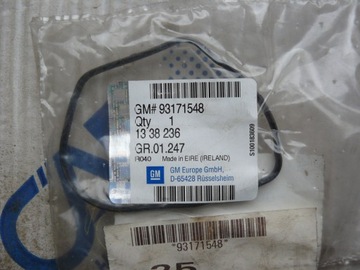 GM# 93171548
Qty 1
13 38 236
GR.01.247
R040 Made in EIRE (IRELAND)
GM
GM Europe GmbH,
D-65428 Rüsselsheim
"93171548"